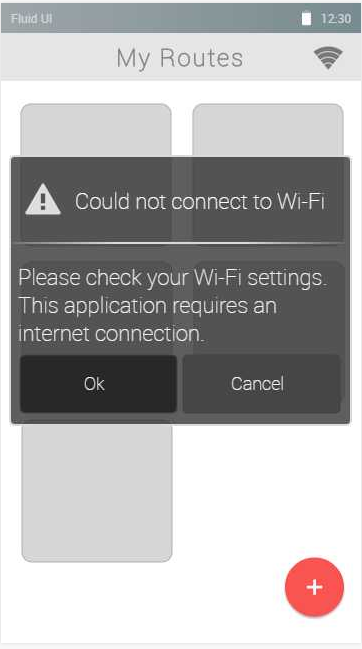 Fluid UI 12:30
My Routes
Could not connect to Wi-Fi
Please check your Wi-Fi settings.
This application requires an
internet connection.
Ok Cancel
+